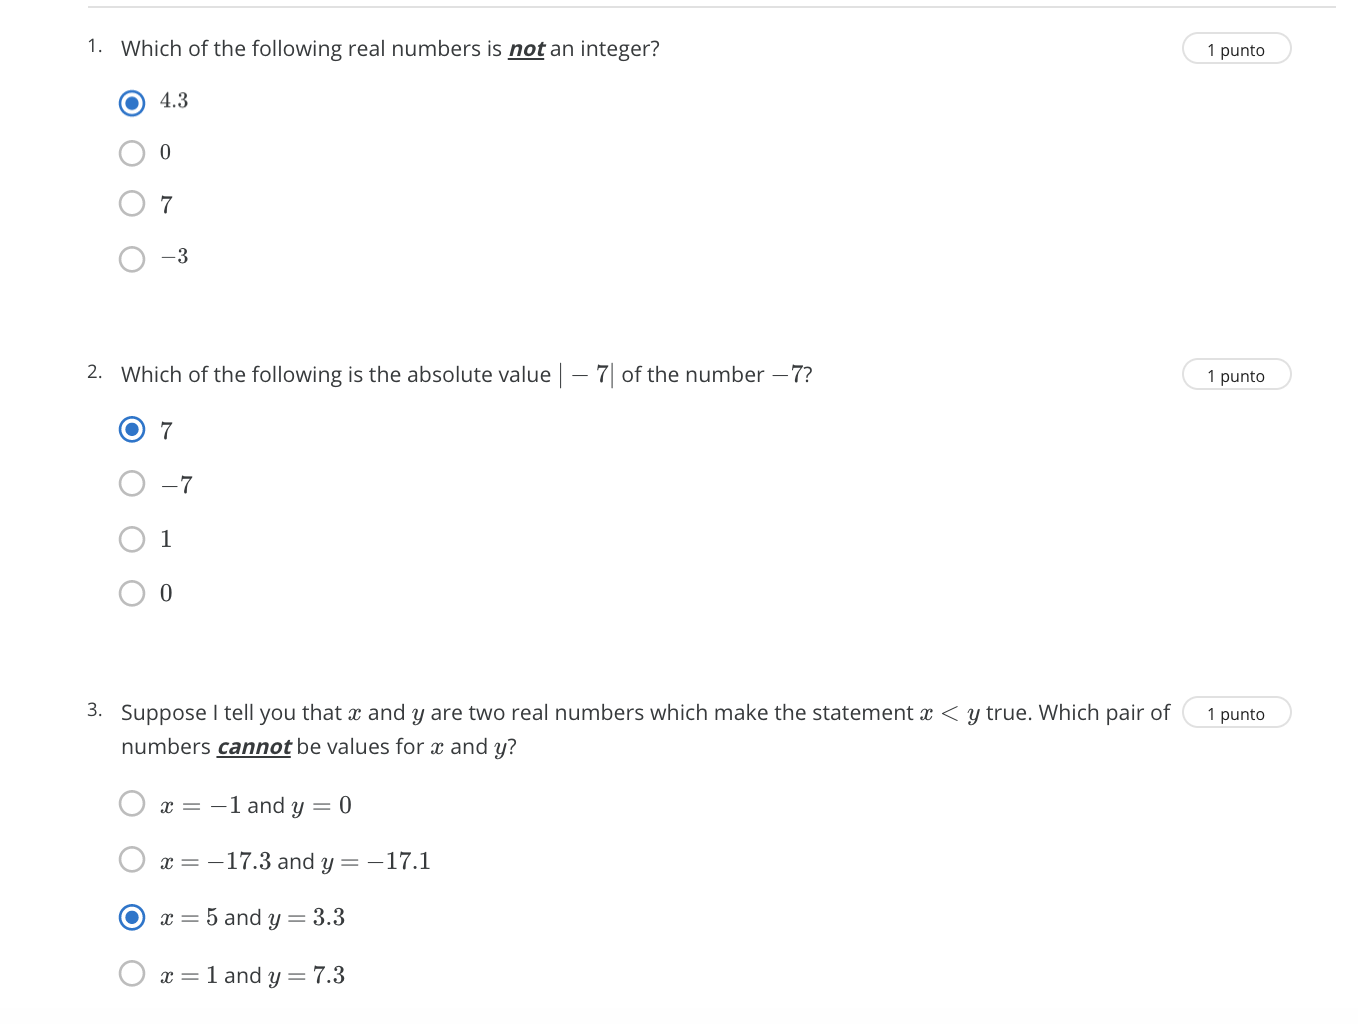 1. Which of the following real numbers is not an integer? 1 punto
4.3
0
7
−3
2. Which of the following is the absolute value | − 7| of the number −7? 1 punto
7
−7
1
0
3. Suppose I tell you that x and y are two real numbers which make the statement x < y true. Which pair of 1 punto
numbers cannot be values for x and y?
x = −1 and y = 0
x = −17.3 and y = −17.1
x = 5 and y = 3.3
x = 1 and y = 7.3